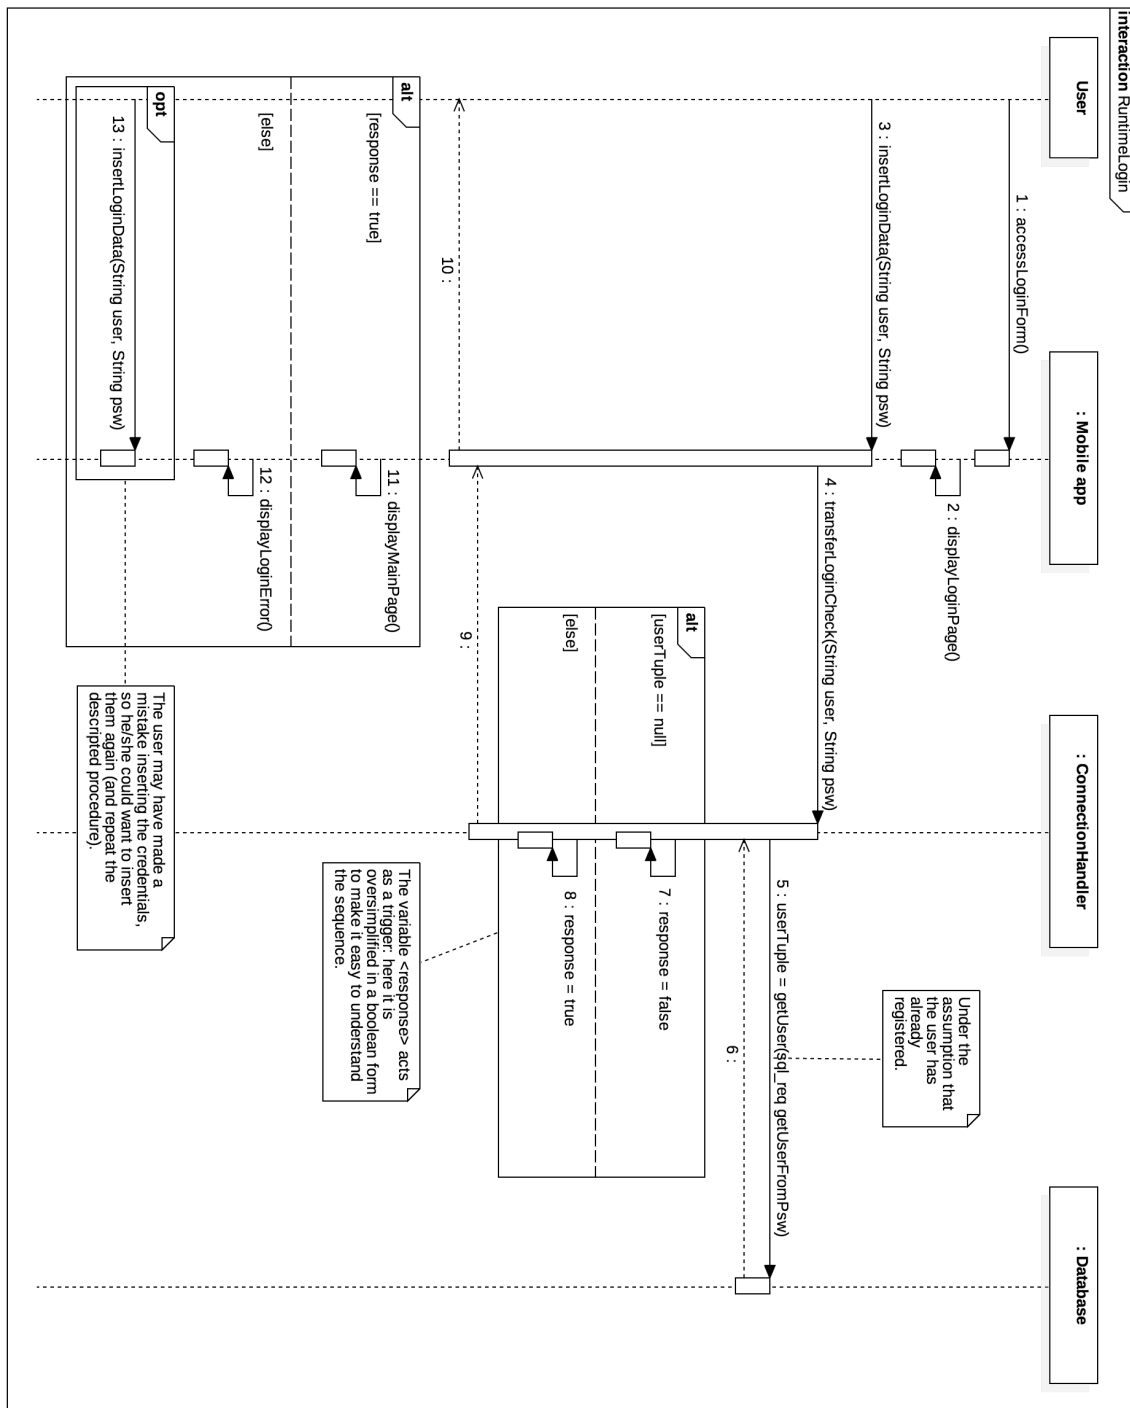 interaction RuntimeLogin
User
: Mobile app
: ConnectionHandler
: Database
1 : accessLoginForm()
2 : displayLoginPage()
Under the
assumption that
the user has
already
registered.
3 : insertLoginData(String user, String psw)
4 : transferLoginCheck(String user, String psw)
5 : userTuple = getUser(sql_req getUserFromPsw)
6 :
alt
[userTuple == null]
7 : response = false
[else]
8 : response = true
9 :
10 :
The variable <response> acts
as a trigger: here it is
oversimplified in a boolean form
to make it easy to understand
the sequence.
alt
[response == true]
11 : displayMainPage()
[else]
12 : displayLoginError()
opt
13 : insertLoginData(String user, String psw)
The user may have made a
mistake inserting the credentials,
so he/she could want to insert
them again (and repeat the
descripted procedure).